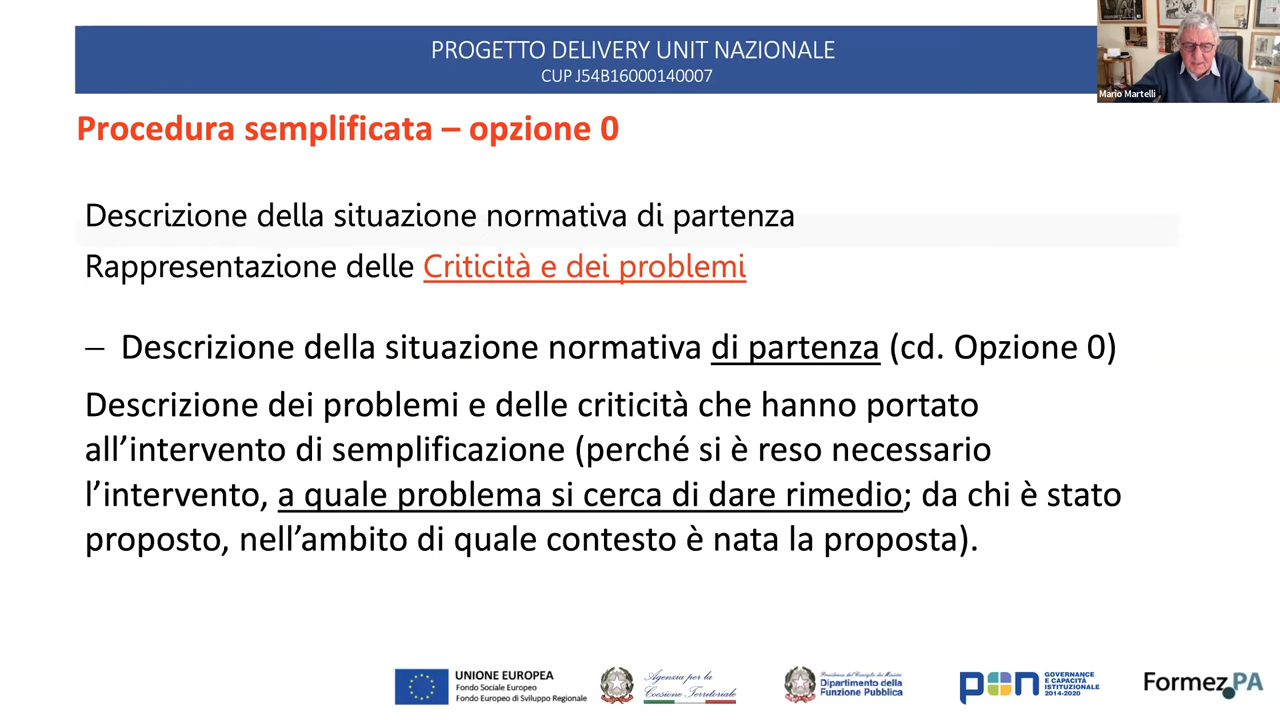 PROGETTO DELIVERY UNIT NAZIONALE
CUP J54B16000140007
Mario Martelli
Procedura semplificata – opzione 0
Descrizione della situazione normativa di partenza
Rappresentazione delle Criticità e dei problemi
– Descrizione della situazione normativa di partenza (cd. Opzione 0)
Descrizione dei problemi e delle criticità che hanno portato
all’intervento di semplificazione (perché si è reso necessario
l’intervento, a quale problema si cerca di dare rimedio; da chi è stato
proposto, nell’ambito di quale contesto è nata la proposta).
UNIONE EUROPEA
Fondo Sociale Europeo
Fondo Europeo di Sviluppo Regionale
Agenzia per la
Coesione Territoriale
Presidenza del Consiglio dei Ministri
Dipartimento della
Funzione Pubblica
pon
GOVERNANCE
E CAPACITÀ
ISTITUZIONALE
2014-2020
Formez PA